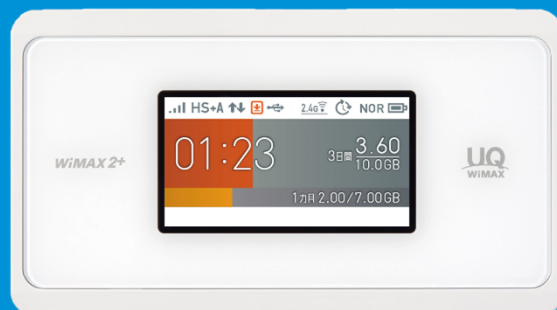 HS+A 2.4G NOR
01:23
3日間 3.60
10.0GB
1カ月 2.00/7.00GB
WiMAX 2+
UQ
WiMAX